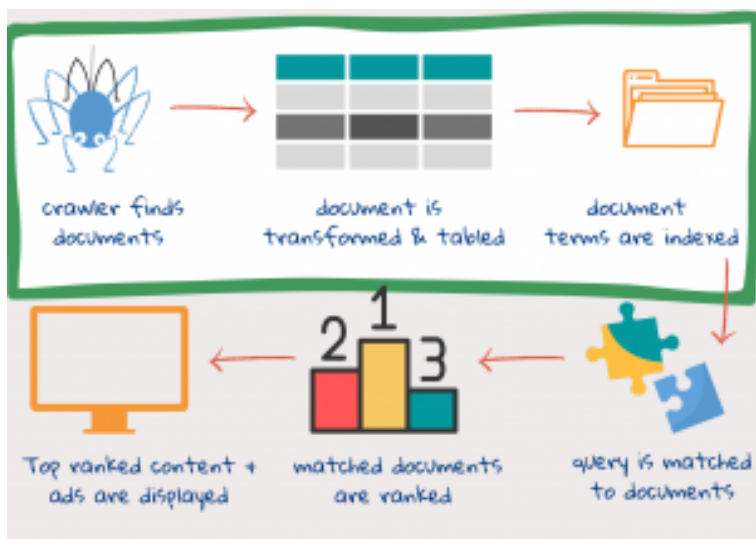 crawler finds
documents
document is
transformed & tabled
document
terms are indexed
2 1 3
Top ranked content +
ads are displayed
matched documents
are ranked
query is matched
to documents